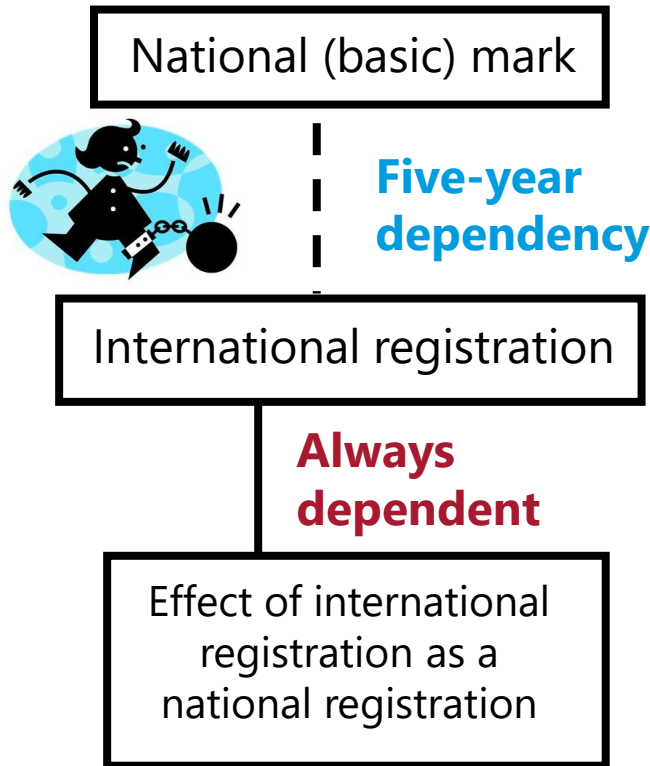 National (basic) mark
Five-year
dependency
International registration
Always
dependent
Effect of international
registration as a
national registration